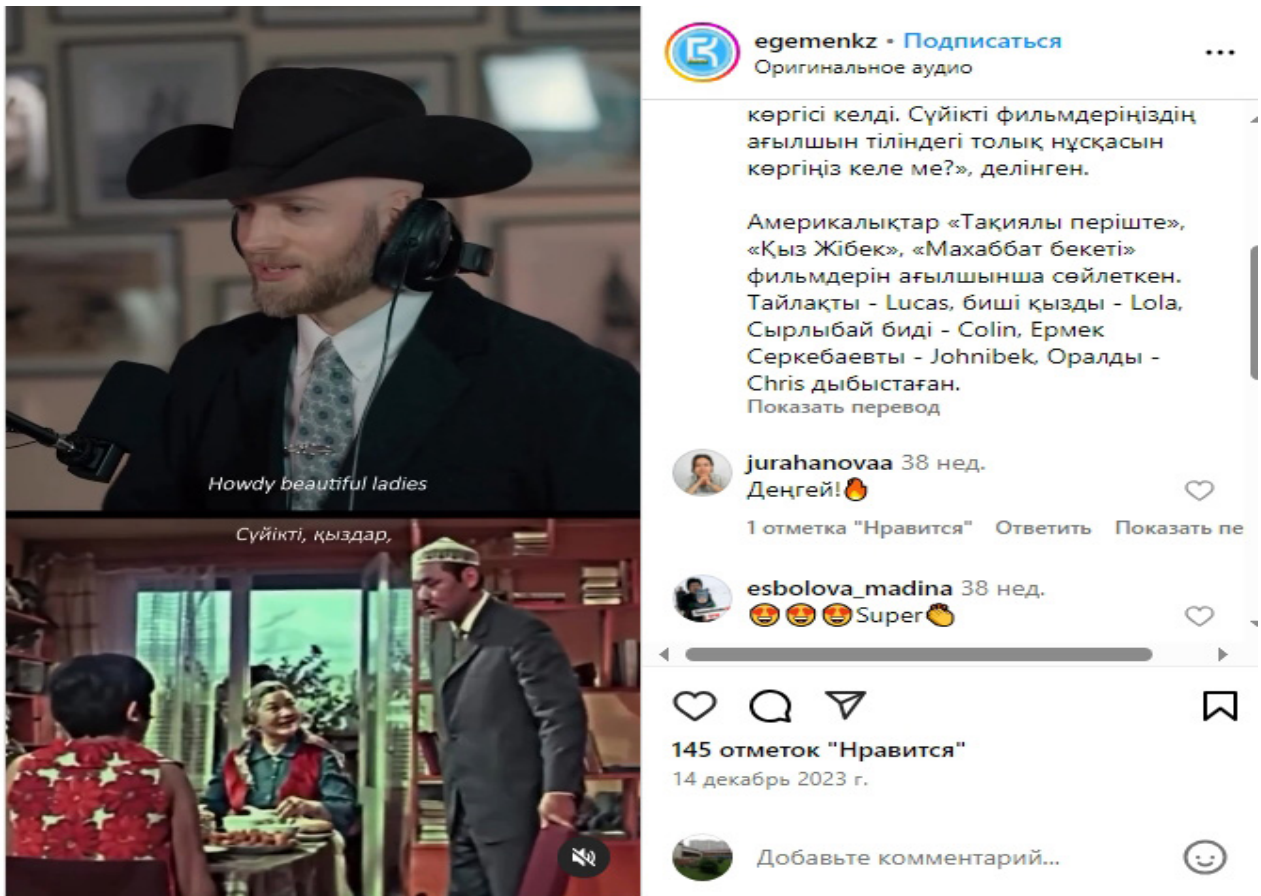 Howdy beautiful ladies
Сүйікті, қыздар,
egemenkz • Подписаться
Оригинальное аудио
көргісі келді. Сүйікті фильмдеріңіздің
ағылшын тіліндегі толық нұсқасын
көргіңіз келе ме?», делінген.
Америкалықтар «Тақиялы періште»,
«Қыз Жібек», «Махаббат бекеті»
фильмдерін ағылшынша сөйлеткен.
Тайлақты - Lucas, биші қызды - Lola,
Сырлыбай биді - Colin, Ермек
Серкебаевты - Johnibek, Оралды -
Chris дыбыстаған.
Показать перевод
jurahanovaa 38 нед.
Деңгей!🔥
1 отметка "Нравится" Ответить Показать пе
esbolova_madina 38 нед.
😍😍😍Super👏
145 отметок "Нравится"
14 декабрь 2023 г.
Добавьте комментарий...